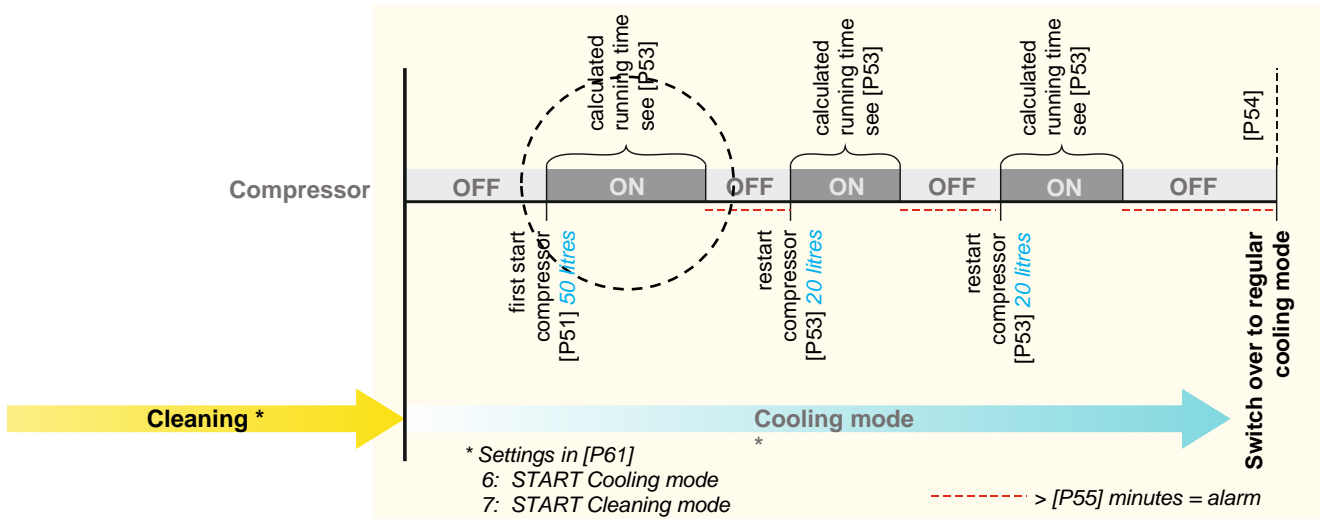 calculated
running time
see [P53]
calculated
running time
see [P53]
calculated
running time
see [P53]
[P54]
Compressor
OFF
ON
OFF
ON
OFF
ON
OFF
first start
compressor
[P51] 50 litres
restart
compressor
[P53] 20 litres
restart
compressor
[P53] 20 litres
Switch over to regular
cooling mode
Cleaning *
Cooling mode
*
* Settings in [P61]
6: START Cooling mode
7: START Cleaning mode
> [P55] minutes = alarm